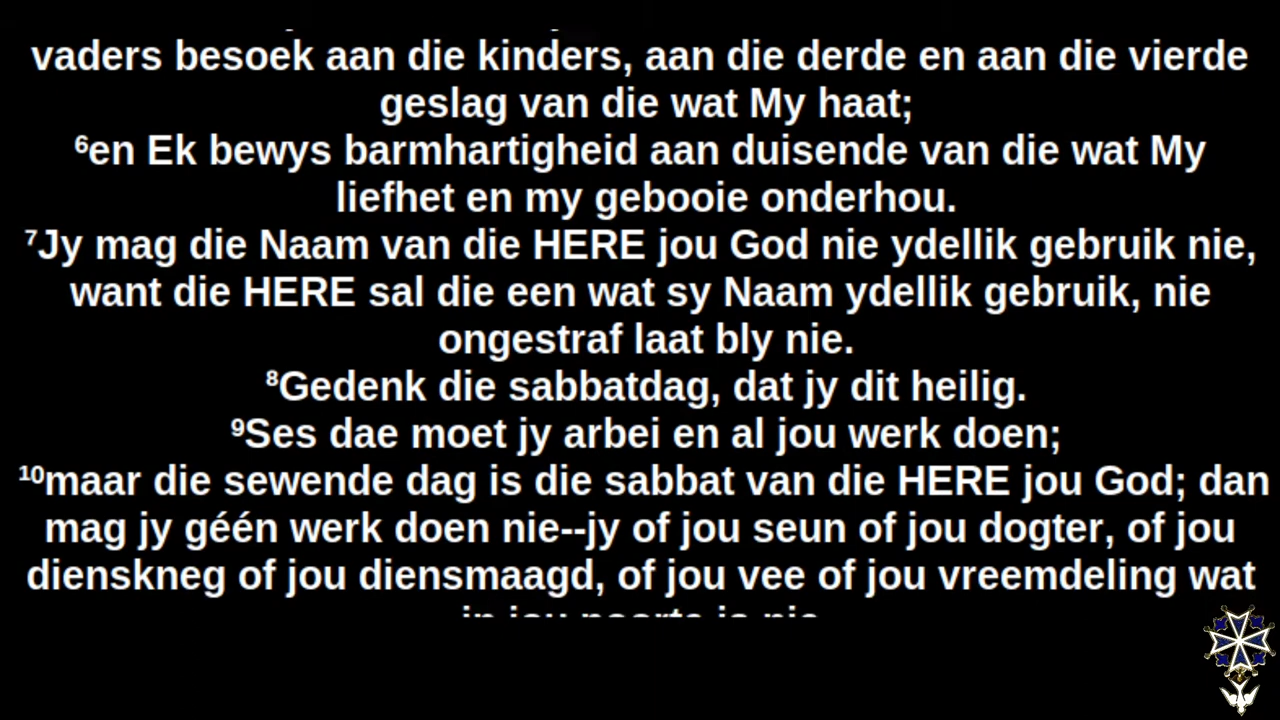 vaders besoek aan die kinders, aan die derde en aan die vierde
geslag van die wat My haat;
⁶en Ek bewys barmhartigheid aan duisende van die wat My
liefhet en my gebooie onderhou.
⁷Jy mag die Naam van die HERE jou God nie ydellik gebruik nie,
want die HERE sal die een wat sy Naam ydellik gebruik, nie
ongestraf laat bly nie.
⁸Gedenk die sabbatdag, dat jy dit heilig.
⁹Ses dae moet jy arbei en al jou werk doen;
¹⁰maar die sewende dag is die sabbat van die HERE jou God; dan
mag jy géén werk doen nie--jy of jou seun of jou dogter, of jou
dienskneg of jou diensmaagd, of jou vee of jou vreemdeling wat